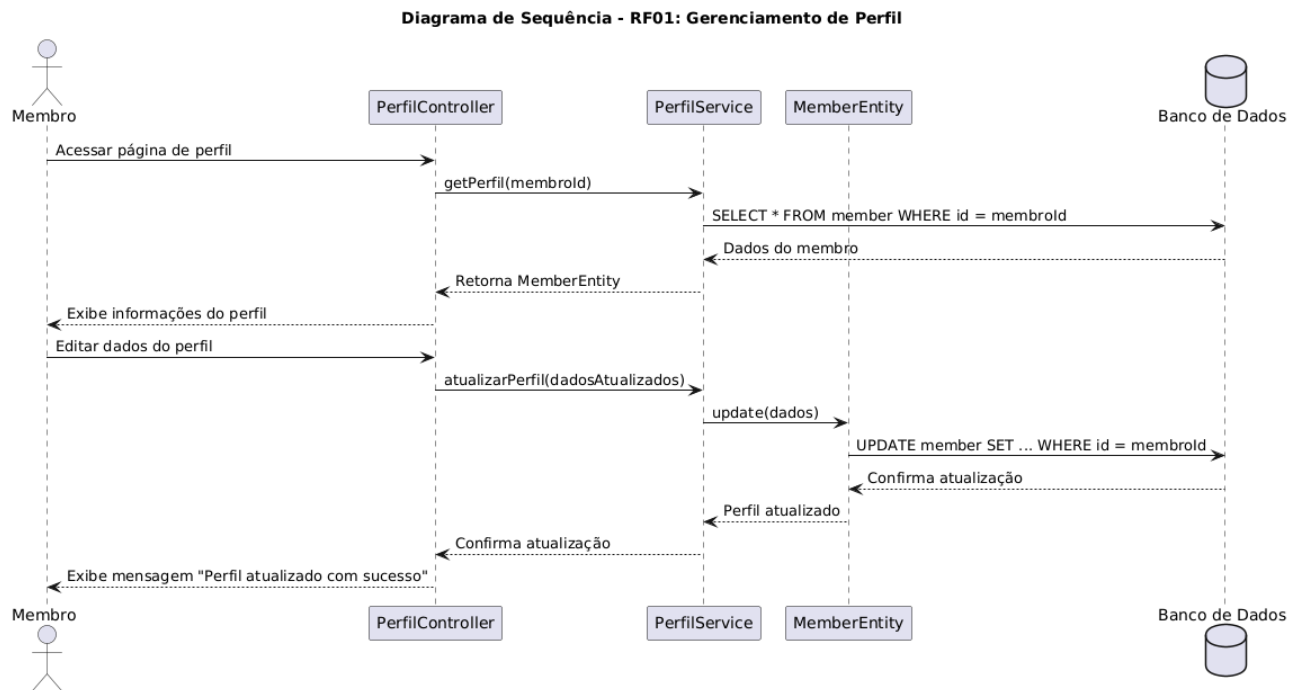 Diagrama de Sequência - RF01: Gerenciamento de Perfil
Membro
PerfilController
PerfilService
MemberEntity
Banco de Dados
Acessar página de perfil
getPerfil(membroId)
SELECT * FROM member WHERE id = membroId
Dados do membro
Retorna MemberEntity
Exibe informações do perfil
Editar dados do perfil
atualizarPerfil(dadosAtualizados)
update(dados)
UPDATE member SET ... WHERE id = membroId
Confirma atualização
Perfil atualizado
Confirma atualização
Exibe mensagem "Perfil atualizado com sucesso"
Membro
PerfilController
PerfilService
MemberEntity
Banco de Dados